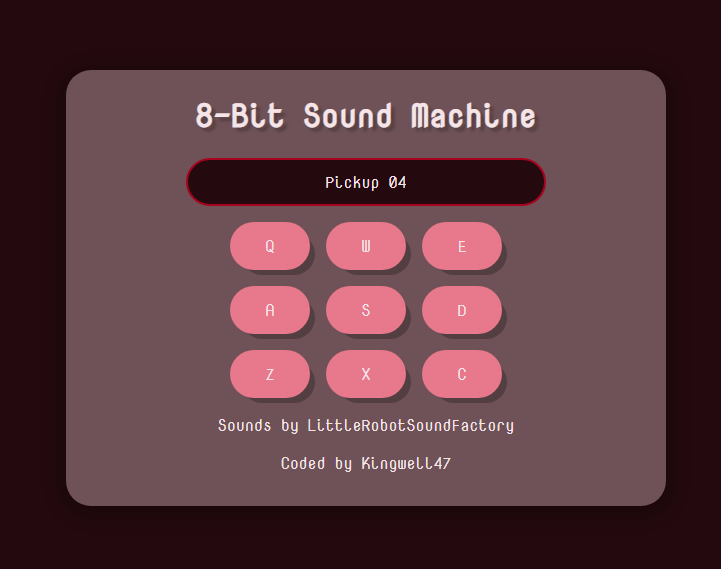 8-Bit Sound Machine
Pickup 04
Q W E
A S D
Z X C
Sounds by LittleRobotSoundFactory
Coded by Kingwell47